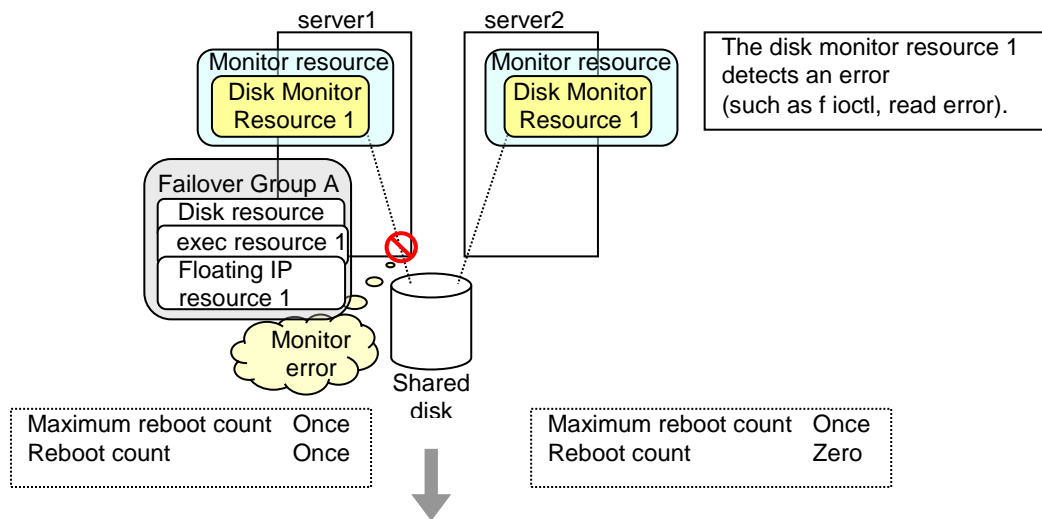 server1
server2
Monitor resource
Disk Monitor
Resource 1
Monitor resource
Disk Monitor
Resource 1
The disk monitor resource 1
detects an error
(such as f ioctl, read error).
Failover Group A
Disk resource
exec resource 1
Floating IP
resource 1
Monitor
error
Shared
disk
Maximum reboot count Once
Reboot count Once
Maximum reboot count Once
Reboot count Zero